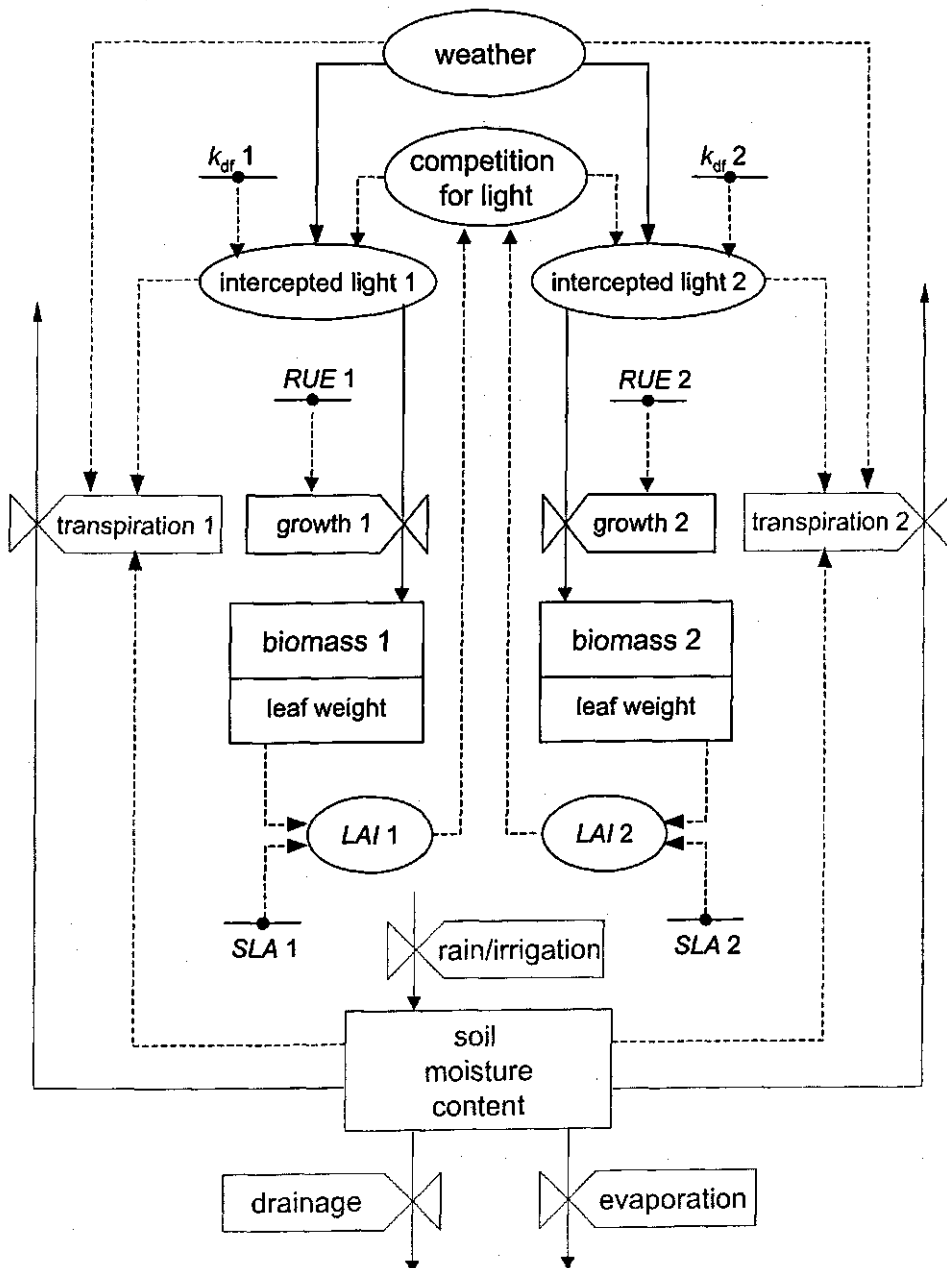 weather
k_df 1
competition
for light
k_df 2
intercepted light 1
intercepted light 2
RUE 1
RUE 2
transpiration 1
growth 1
growth 2
transpiration 2
biomass 1
biomass 2
leaf weight
leaf weight
LAI 1
LAI 2
SLA 1
rain/irrigation
SLA 2
soil
moisture
content
drainage
evaporation